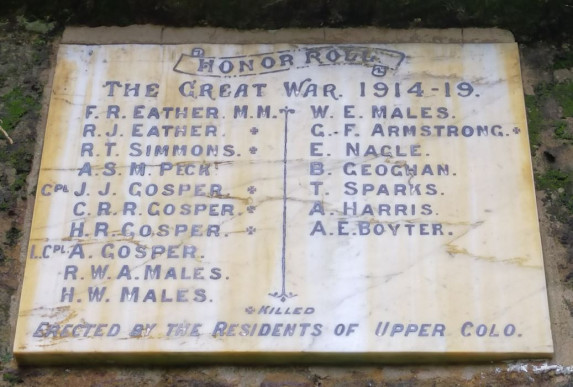 HONOR ROLL
THE GREAT WAR. 1914-19.
F. R. EATHER. M.M. ✣
R. J. EATHER. ✣
R. T. SIMMONS. ✣
A. S. M. PECK
CPL J. J. GOSPER. ✣
C. R. R. GOSPER. ✣
H. R. GOSPER. ✣
L.CPL A. GOSPER.
R. W. A. MALES.
H. W. MALES.
W. E. MALES.
G. F. ARMSTRONG. ✣
E. NAGLE.
B. GEOGHAN.
T. SPARKS.
A. HARRIS.
A. E. BOYTER.
✣ KILLED
ERECTED BY THE RESIDENTS OF UPPER COLO.